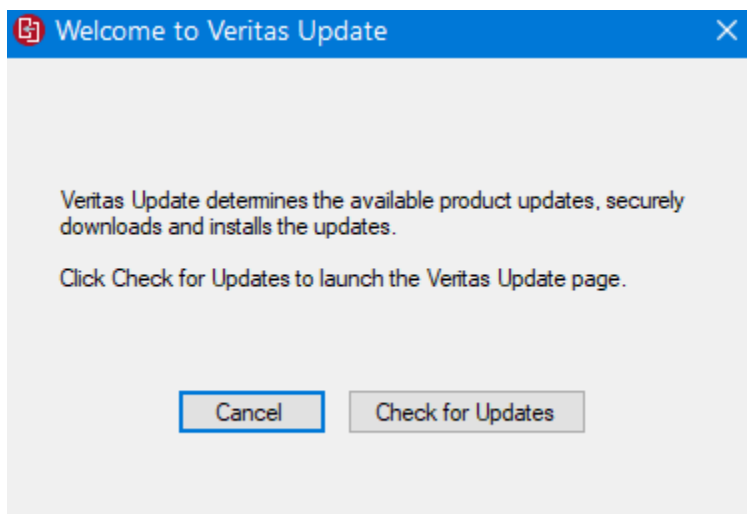 Welcome to Veritas Update
Veritas Update determines the available product updates, securely
downloads and installs the updates.
Click Check for Updates to launch the Veritas Update page.
Cancel
Check for Updates